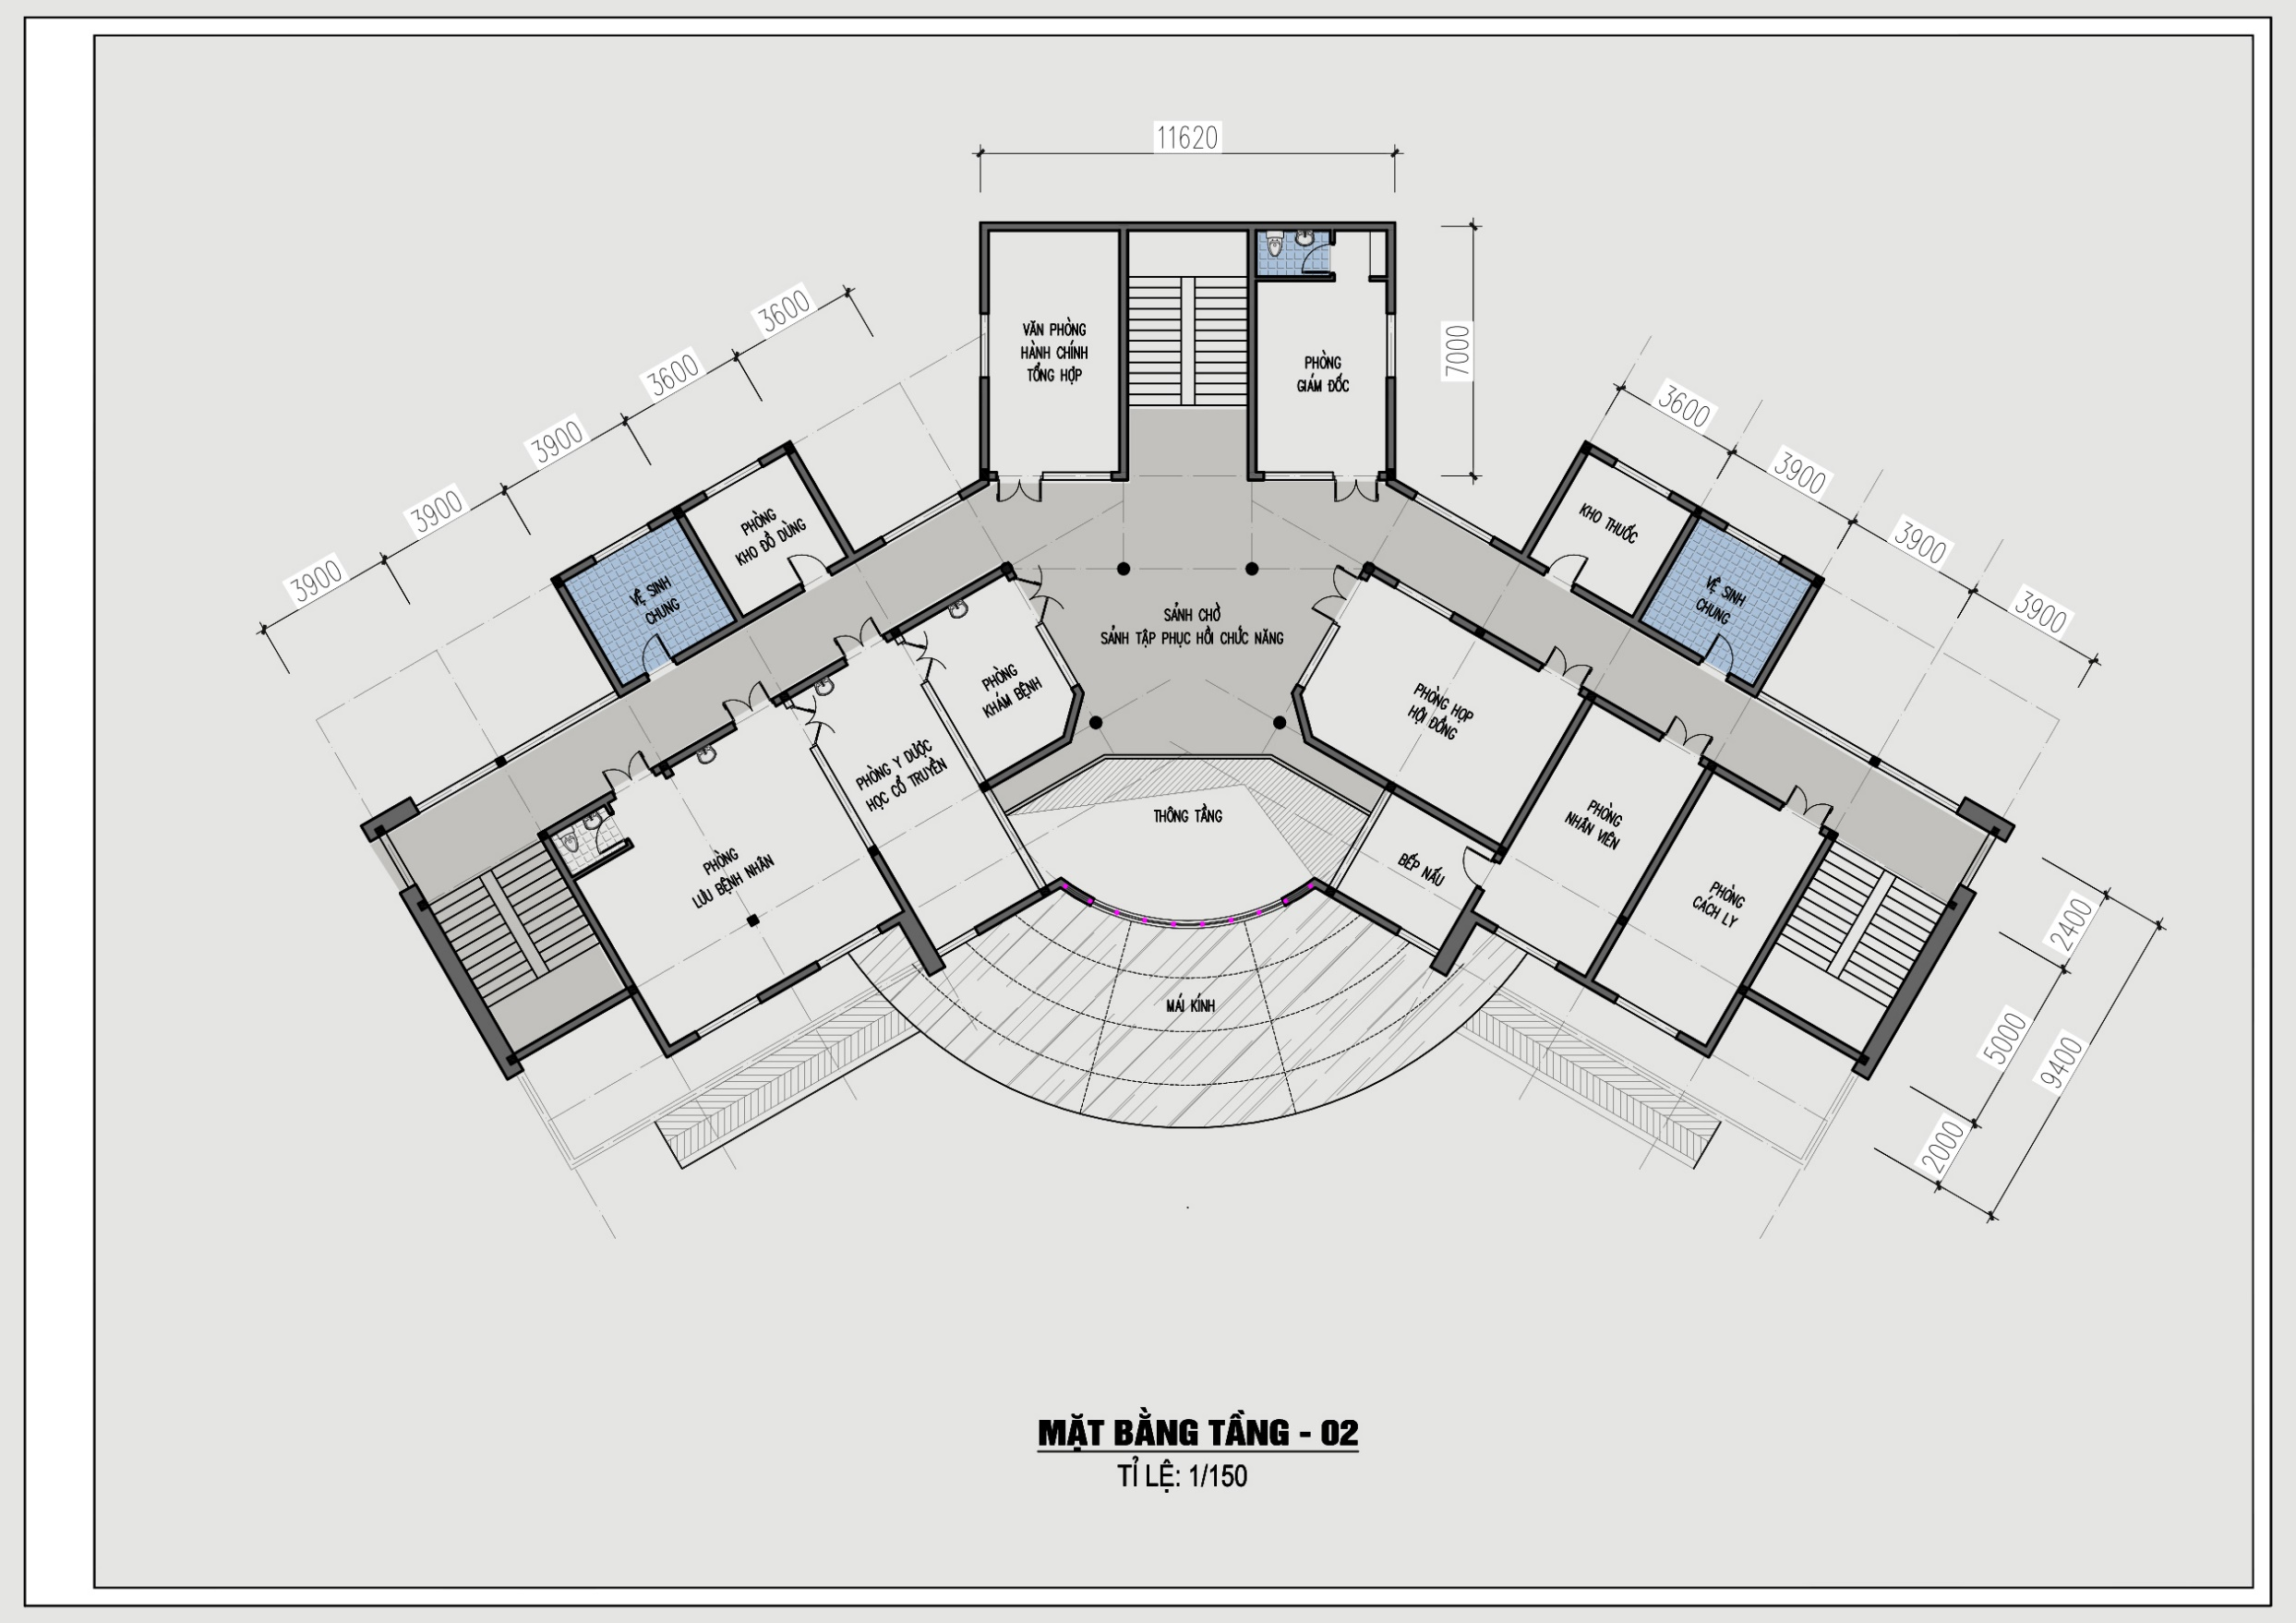 11620
7000
3900
3900
3900
3600
3600
3600
3900
3900
3900
VĂN PHÒNG
HÀNH CHÍNH
TỔNG HỢP
PHÒNG
GIÁM ĐỐC
PHÒNG
KHO ĐỒ DÙNG
VỆ SINH
CHUNG
KHO THUỐC
VỆ SINH
CHUNG
SẢNH CHỜ
SẢNH TẬP PHỤC HỒI CHỨC NĂNG
PHÒNG
KHÁM BỆNH
PHÒNG Y DƯỢC
HỌC CỔ TRUYỀN
PHÒNG
LƯU BỆNH NHÂN
PHÒNG HỌP
HỘI ĐỒNG
THÔNG TẦNG
BẾP NẤU
PHÒNG
NHÂN VIÊN
PHÒNG
CÁCH LY
MÁI KÍNH
2400
5000
9400
2000
MẶT BẰNG TẦNG - 02
TỈ LỆ: 1/150